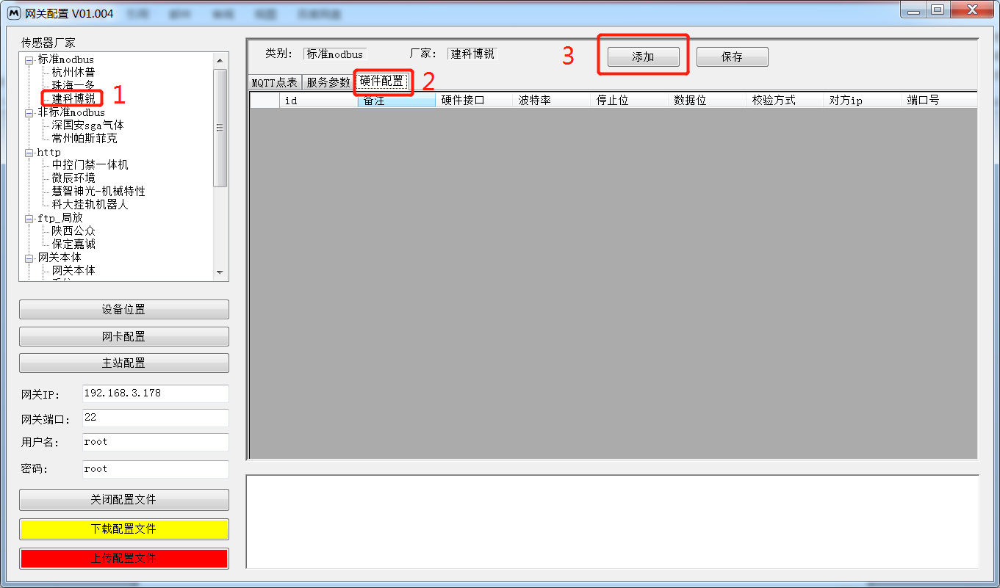 网关配置 V01.004
传感器厂家
标准modbus
杭州休普
珠海一多
建科博锐
1
非标准modbus
深国安sga气体
常州帕斯菲克
http
中控门禁一体机
微辰环境
慧智神光-机械特性
科大挂轨机器人
ftp_局放
陕西公众
保定嘉诚
网关本体
网关本体
设备位置
网卡配置
主站配置
网关IP: 192.168.3.178
网关端口: 22
用户名: root
密码: root
关闭配置文件
下载配置文件
上传配置文件
类别: 标准modbus 厂家: 建科博锐 3 添加 保存
MQTT点表 服务参数 硬件配置 2
id 备注 硬件接口 波特率 停止位 数据位 校验方式 对方ip 端口号